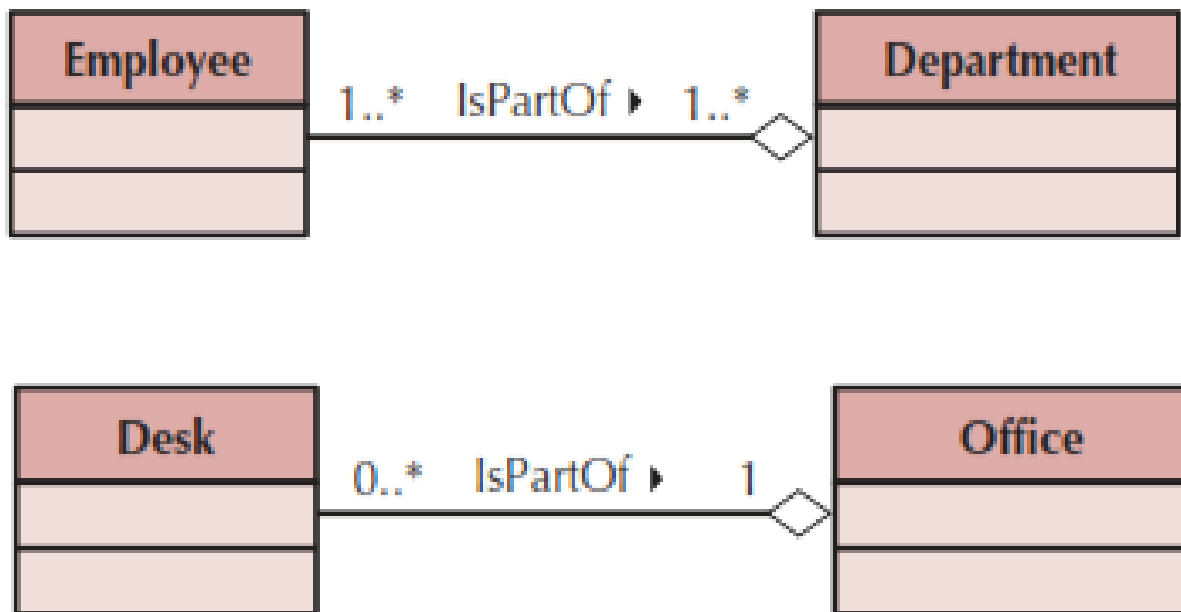 Employee
Department
1..* IsPartOf ▶ 1..*
Desk
Office
0..* IsPartOf ▶ 1